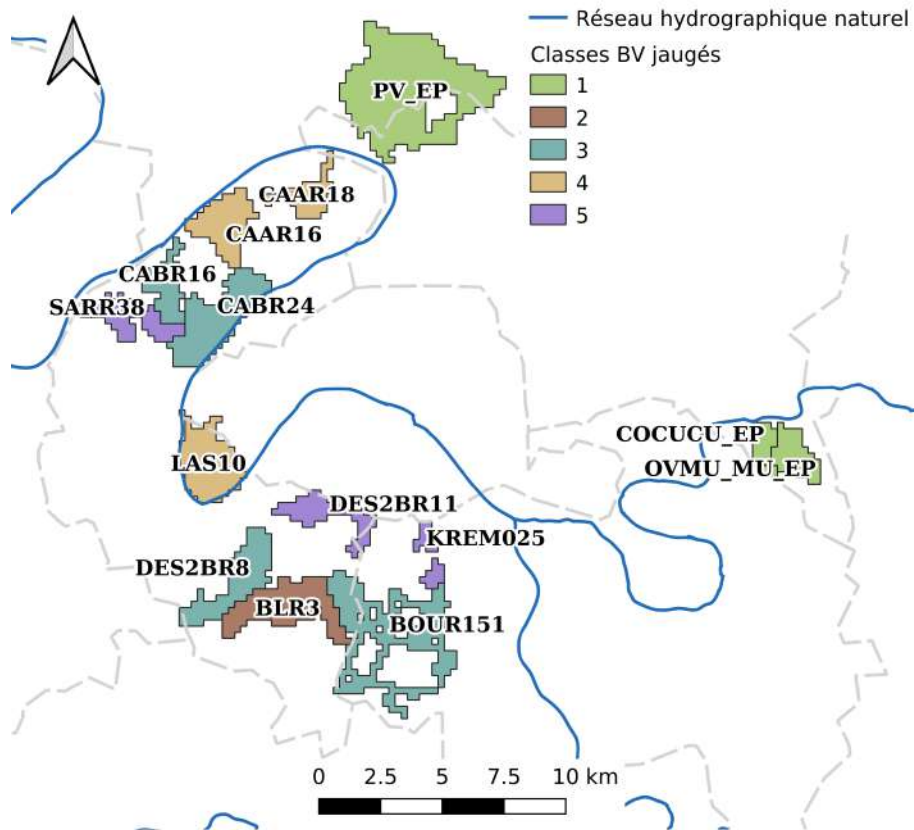 Réseau hydrographique naturel
Classes BV jaugés
1
2
3
4
5
PV_EP
CAAR18
CAAR16
CABR16
SARR38
CABR24
COCUCU_EP
LAS10
OVMU_MU_EP
DES2BR11
KREM025
DES2BR8
BLR3
BOUR151
0 2.5 5 7.5 10 km